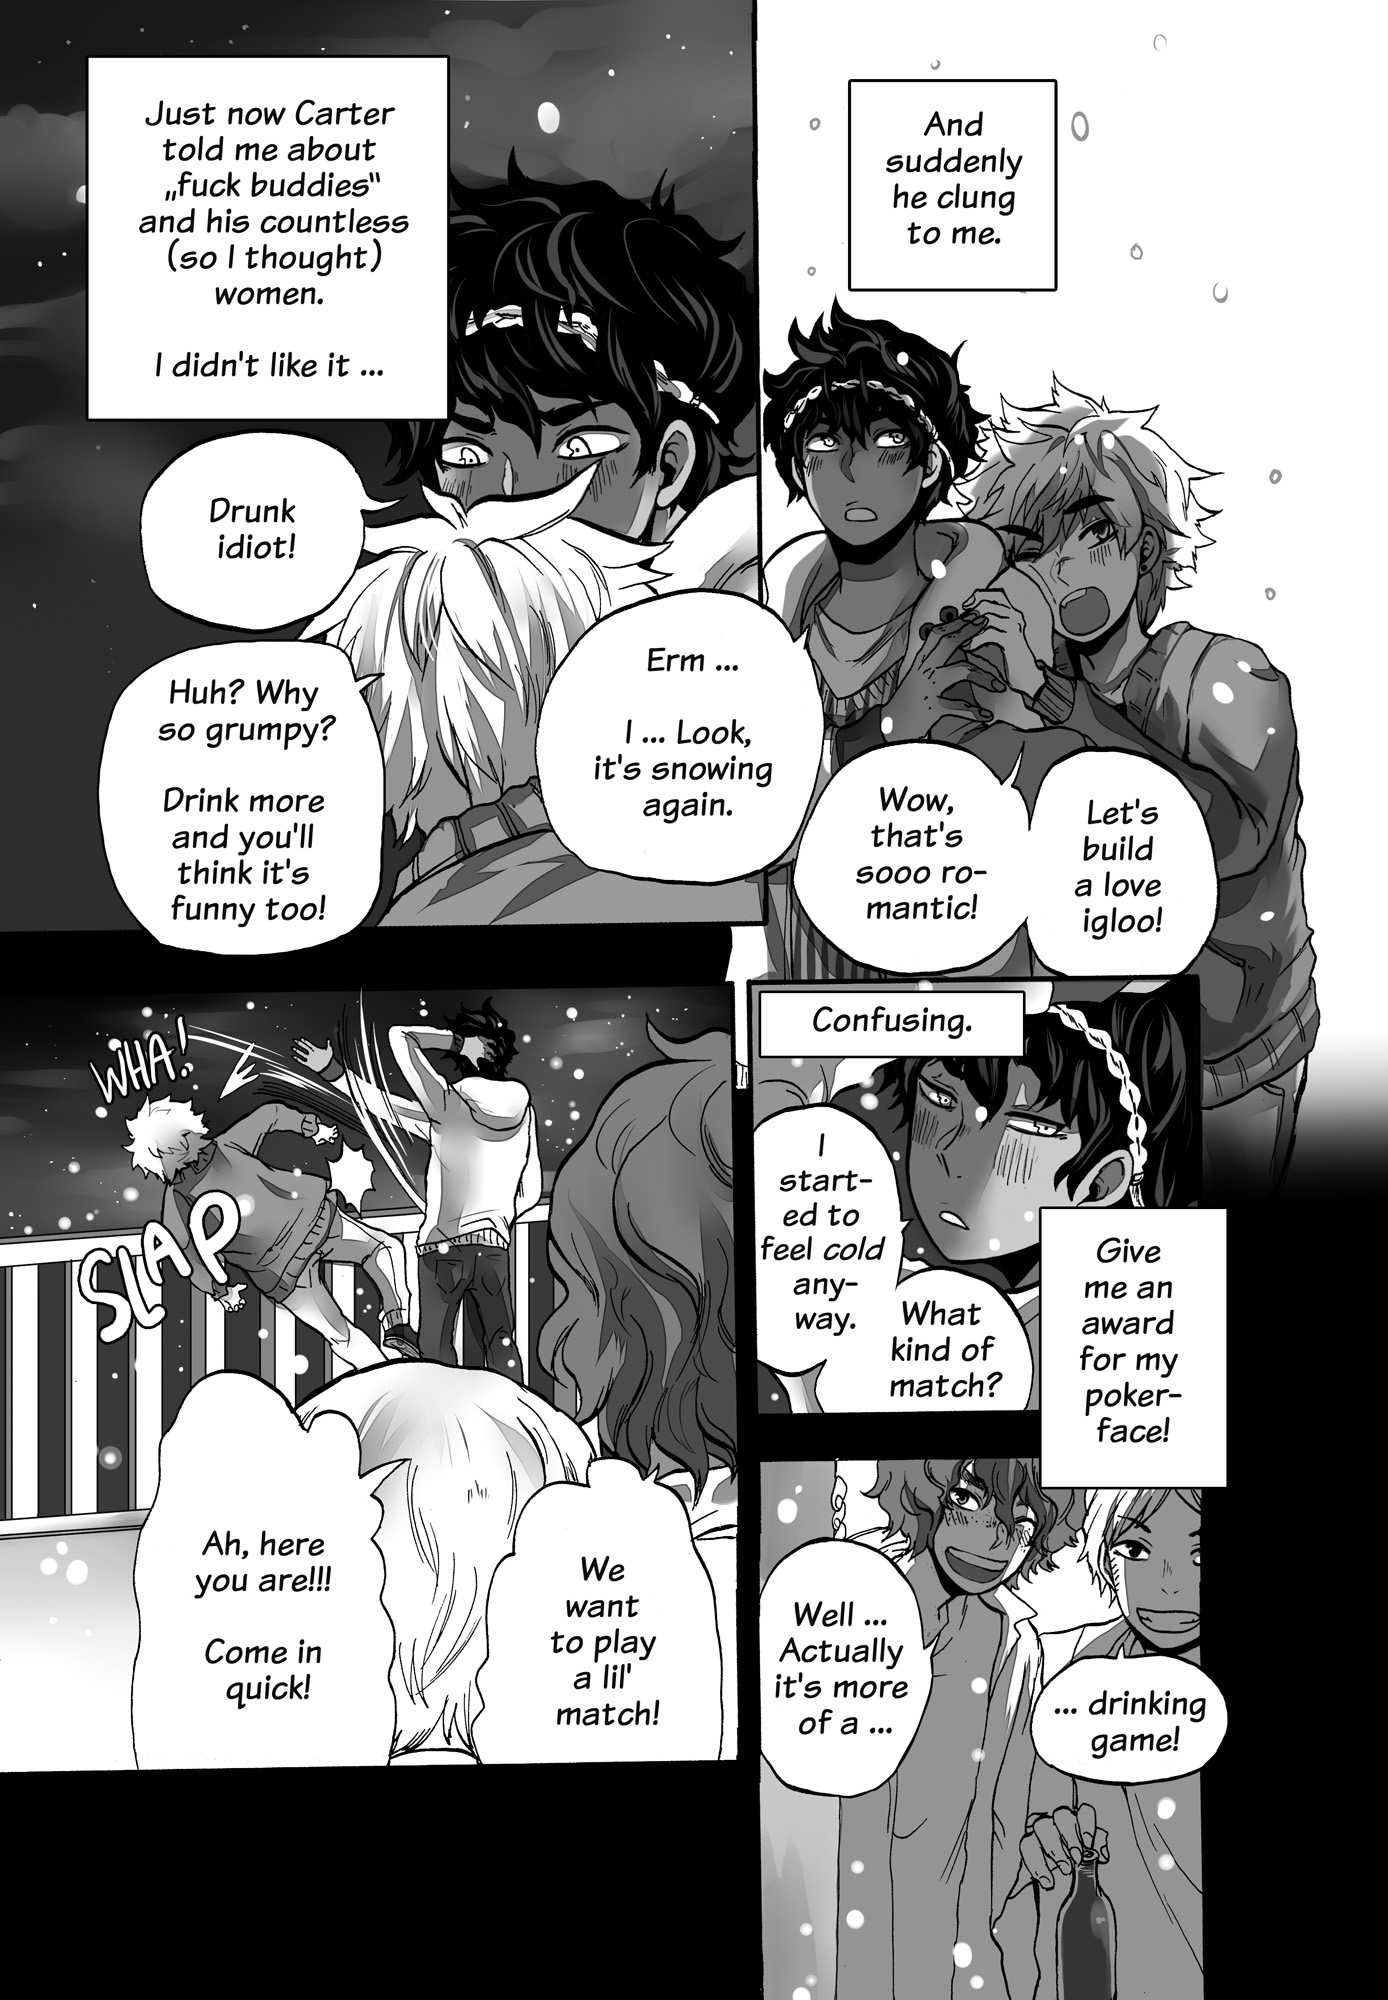 Just now Carter
told me about
„fuck buddies“
and his countless
(so I thought)
women.
I didn't like it ...
Drunk
idiot!
Huh? Why
so grumpy?
Drink more
and you'll
think it's
funny too!
And
suddenly
he clung
to me.
Erm ...
I ... Look,
it's snowing
again.
Wow,
that's
sooo ro-
mantic!
Let's
build
a love
igloo!
WHA!
SLAP
Ah, here
you are!!!
Come in
quick!
We
want
to play
a lil'
match!
Confusing.
I
start-
ed to
feel cold
any-
way.
What
kind of
match?
Give
me an
award
for my
poker-
face!
Well ...
Actually
it's more
of a ...
... drinking
game!